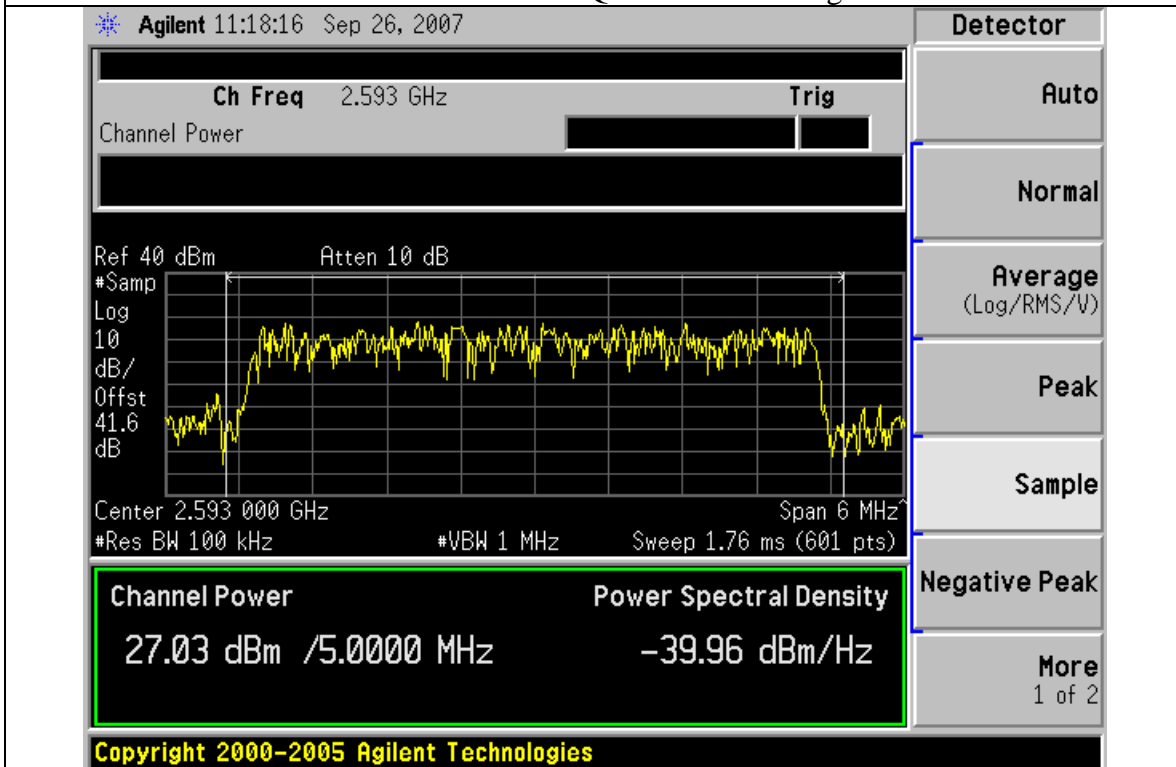 Agilent 11:18:16 Sep 26, 2007
Detector
Ch Freq 2.593 GHz Trig
Channel Power
Auto
Normal
Average
(Log/RMS/V)
Peak
Sample
Negative Peak
More
1 of 2
Ref 40 dBm Atten 10 dB
#Samp
Log
10
dB/
Offst
41.6
dB
Center 2.593 000 GHz Span 6 MHz^
#Res BW 100 kHz #VBW 1 MHz Sweep 1.76 ms (601 pts)
Channel Power Power Spectral Density
27.03 dBm /5.0000 MHz -39.96 dBm/Hz
Copyright 2000-2005 Agilent Technologies